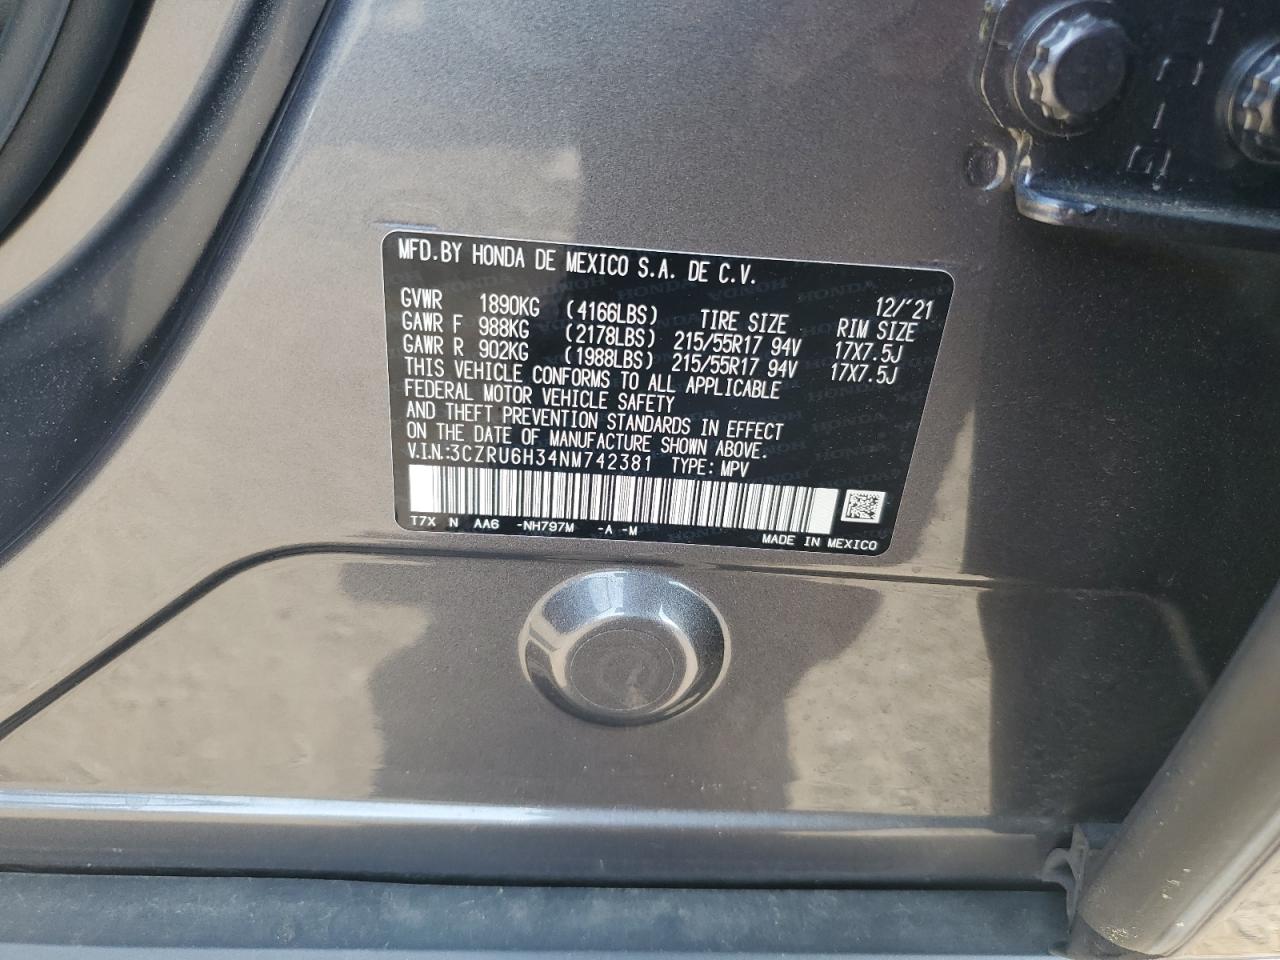 MFD.BY HONDA DE MEXICO S.A. DE C.V.
12/'21
GVWR 1890KG (4166LBS) TIRE SIZE RIM SIZE
GAWR F 988KG (2178LBS) 215/55R17 94V 17X7.5J
GAWR R 902KG (1988LBS) 215/55R17 94V 17X7.5J
THIS VEHICLE CONFORMS TO ALL APPLICABLE
FEDERAL MOTOR VEHICLE SAFETY
AND THEFT PREVENTION STANDARDS IN EFFECT
ON THE DATE OF MANUFACTURE SHOWN ABOVE.
V.I.N.:3CZRU6H34NM742381 TYPE: MPV
T7X N AA6 -NH797M -A -M
MADE IN MEXICO